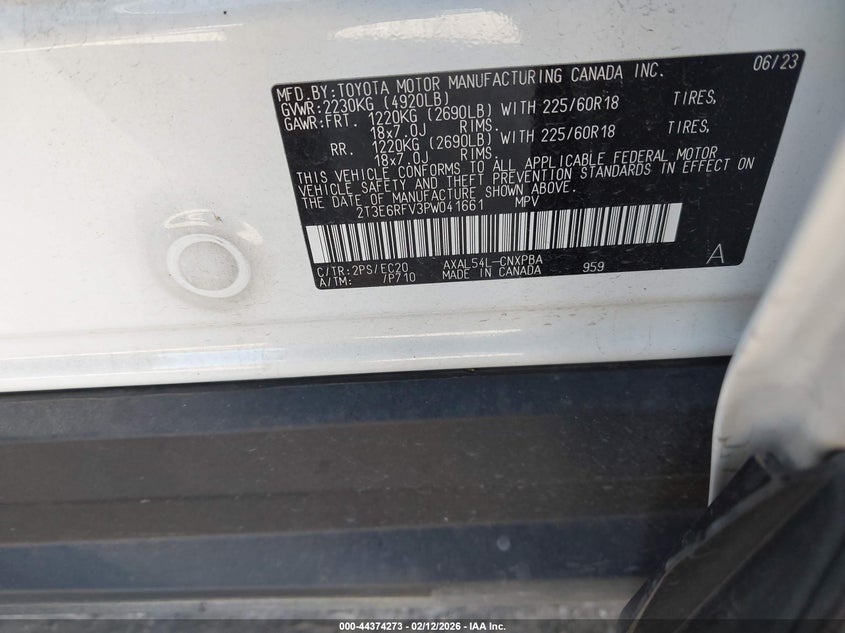 MFD.BY:TOYOTA MOTOR MANUFACTURING CANADA INC. 06/23
GVWR:2230KG (4920LB)
GAWR:FRT. 1220KG (2690LB) WITH 225/60R18 TIRES,
18x7.0J RIMS.
RR. 1220KG (2690LB) WITH 225/60R18 TIRES,
18x7.0J RIMS.
THIS VEHICLE CONFORMS TO ALL APPLICABLE FEDERAL MOTOR
VEHICLE SAFETY AND THEFT PREVENTION STANDARDS IN EFFECT ON
THE DATE OF MANUFACTURE SHOWN ABOVE.
2T3E6RFV3PW041661 MPV
C/TR:2PS/EC20 AXAL54L-CNXPBA
A/TM: /P710 MADE IN CANADA 959 A
000-44374273 - 02/12/2026 - IAA Inc.